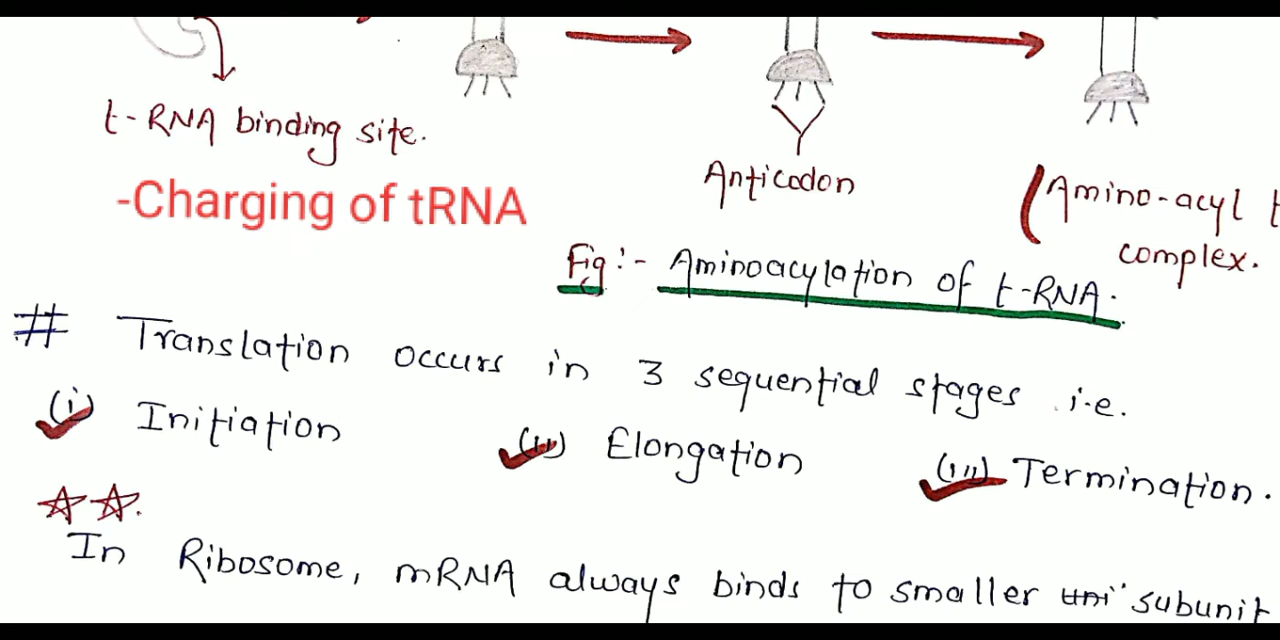 t-RNA binding site.
Anticodon
-Charging of tRNA
(Amino-acyl t
complex.
Fig:- Aminoacylation of t-RNA.
# Translation occurs in 3 sequential stages i.e.
(i) Initiation (ii) Elongation (iii) Termination.
In Ribosome, mRNA always binds to smaller uni subunit